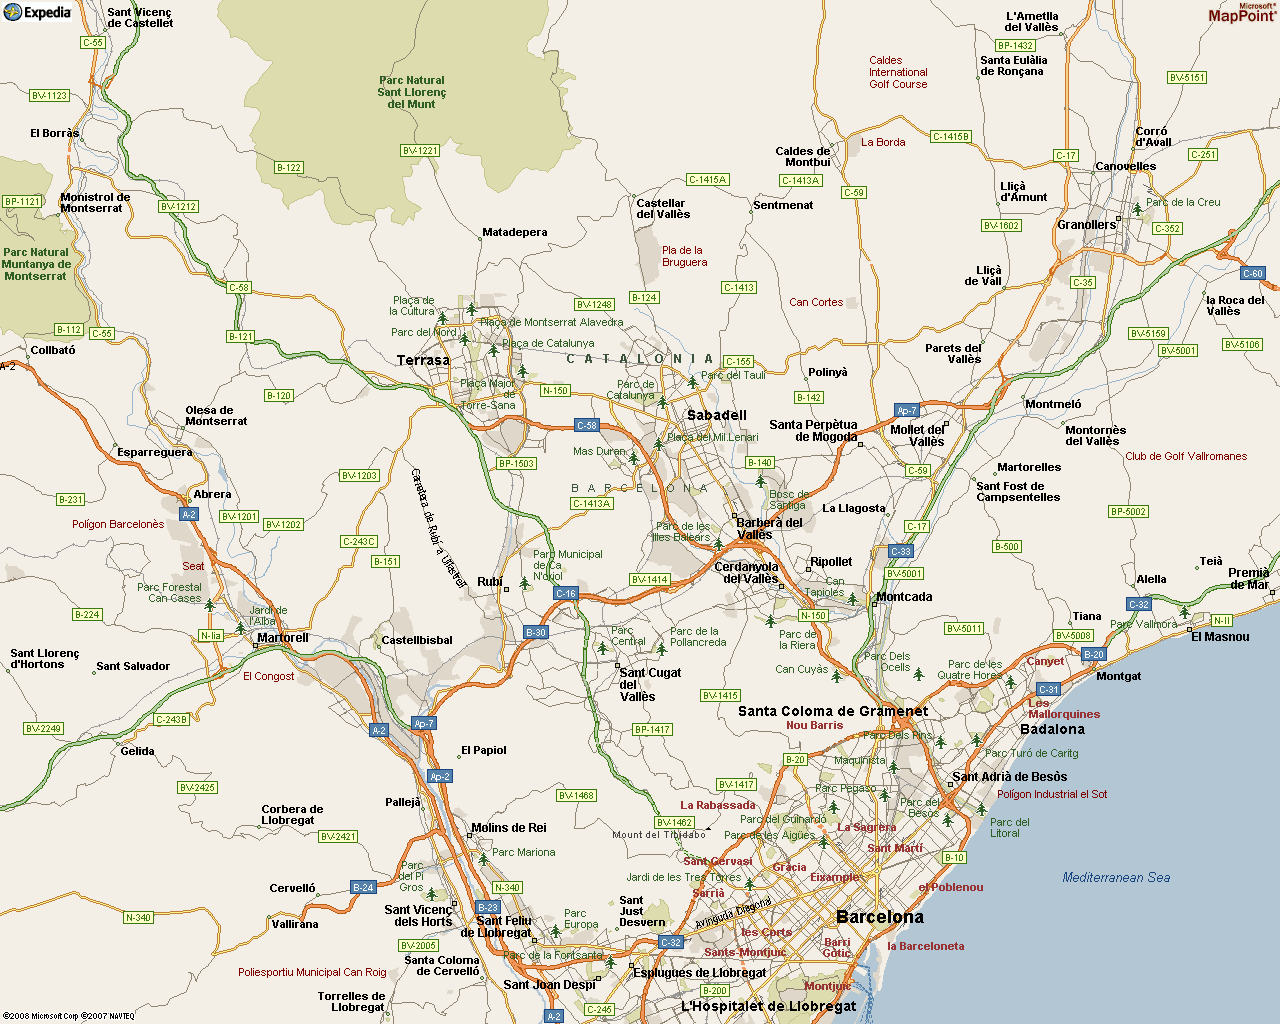 Expedia
Sant Vicenç
de Castellet
L'Ametlla
del Vallès
Microsoft®
MapPoint®
C-55
BP-1432
Caldes
International
Golf Course
Santa Eulàlia
de Ronçana
BV-5151
Parc Natural
Sant Llorenç
del Munt
BV-1123
El Borràs
Corró
d'Avall
C-1415B
La Borda
Caldes de
Montbui
BV-1221
B-122
C-17
C-251
Canovelles
C-1415A
C-1413A
C-59
Lliçà
d'Amunt
BP-1121
Monistrol de
Montserrat
BV-1212
Castellar
del Vallès
Sentmenat
Parc de la Creu
Granollers
BV-1602
C-352
Matadepera
Parc Natural
Muntanya de
Montserrat
Pla de la
Bruguera
Lliçà
de Vall
C-60
C-35
C-58
C-1413
B-124
BV-1248
Can Cortes
la Roca del
Vallès
Plaça de
la Cultura
Plaça de Montserrat Alavedra
Parc del Nord
Plaça de Catalunya
B-112
C-55
B-121
BV-5159
BV-5106
BV-5001
Collbató
A-2
Terrasa
CATALONIA
C-155
Parets del
Vallès
Parc del Taulí
Polinyà
Plaça Major
de
Torre-Sana
N-150
Parc de
Catalunya
B-120
B-142
Ap-7
Montmeló
Olesa de
Montserrat
Sabadell
C-58
Santa Perpètua
de Mogoda
Mollet del
Vallès
Montornès
del Vallès
Plaça del Mil.Lenari
Esparreguera
Mas Duran
BP-1503
B-140
C-59
Martorelles
Club de Golf Vallromanes
BV-1203
Carretera de Rubí a Ullastrell
BARCELONA
Sant Fost de
Campsentelles
B-231
Abrera
A-2
C-1413A
Bosc de
Santiga
La Llagosta
BP-5002
Polígon Barcelonès
BV-1201
BV-1202
Parc de les
Illes Balears
Barberà del
Vallès
C-17
C-243C
B-151
Parc Municipal
de Ca
N'oriol
C-33
B-500
Teià
Seat
Cerdanyola
del Vallès
Ripollet
BV-5001
Premià
de Mar
Parc Forestal
Can Cases
Rubí
BV-1414
Can
Tapioles
Alella
C-16
Montcada
C-32
B-224
Jardí de
l'Alba
N-150
Tiana
Parc Vallmora
N-II
N-IIa
Martorell
Castellbisbal
B-30
Parc
Central
Parc de la
Pollancreda
Parc de
la Riera
BV-5011
BV-5008
El Masnou
Sant Llorenç
d'Hortons
Sant Salvador
El Congost
Sant Cugat
del
Vallès
Can Cuyàs
Parc Dels
Ocells
Parc de les
Quatre Hores
Canyet
B-20
Montgat
C-31
BV-1415
C-243B
BV-2249
Ap-7
A-2
BP-1417
Santa Coloma de Gramenet
Nou Barris
Les
Mallorquines
Badalona
Parc Dels Pins
Gelida
El Papiol
Parc Turó de Caritg
B-20
Maquinista
Ap-2
BV-2425
BV-1468
BV-1417
Parc Pegaso
Sant Adrià de Besòs
Polígon Industrial el Sot
Pallejà
Corbera de
Llobregat
La Rabassada
Parc del
Besòs
Parc del
Litoral
BV-1462
Parc del Guinardó
BV-2421
Molins de Rei
Mount del Tibidabo
Parc de les Aigües
La Sagrera
Parc Mariona
Sant Gervasi
Sant Martí
B-10
Parc
del Pi
Gros
Gràcia
Cervelló
B-24
N-340
Jardi de les Tres Torres
Eixample
Mediterranean Sea
Sarrià
el Poblenou
N-340
Vallirana
Sant Vicenç
dels Horts
B-23
Sant
Just
Desvern
Avinguda Diagonal
Barcelona
Parc
Europa
Sant Feliu
de Llobregat
BV-2005
C-32
les Corts
Sants-Montjuïc
Barri
Gòtic
la Barceloneta
Parc de la Fontsanta
Santa Coloma
de Cervelló
Poliesportiu Municipal Can Roig
Esplugues de Llobregat
Sant Joan Despí
B-200
Montjuïc
Torrelles de
Llobregat
C-245
L'Hospitalet de Llobregat
A-2
©2008 Microsoft Corp ©2007 NAVTEQ